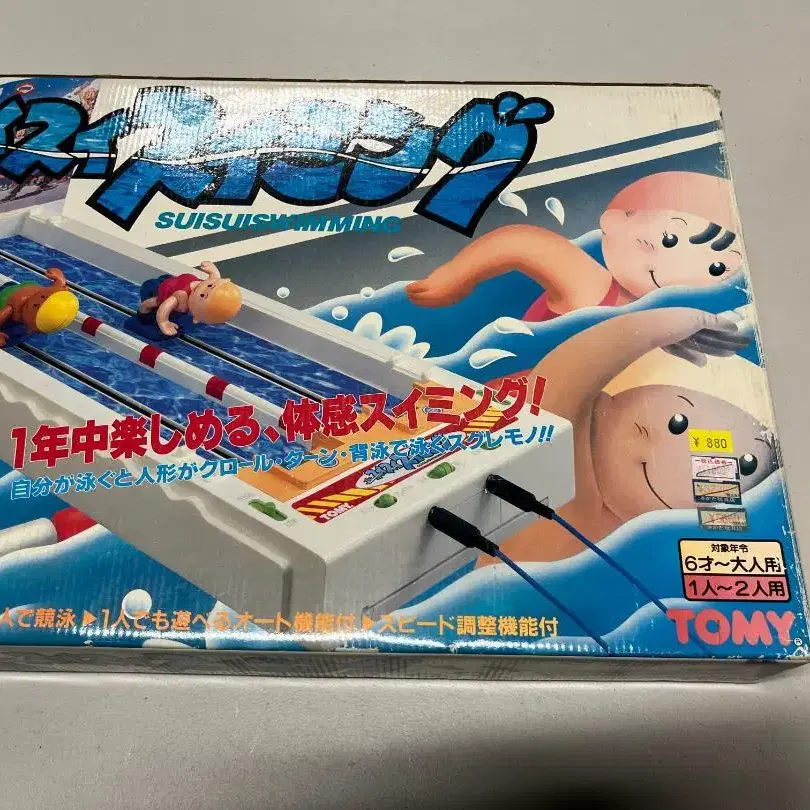 イスイスイミング
SUISUISWIMMING
1年中楽しめる、体感スイミング!
自分が泳ぐと人形がクロール・ターン・背泳で泳ぐスグレモノ!!
¥ 880
TOMY
対象年令
6才〜大人用
1人〜2人用
人で競泳▶1人でも遊べるオート機能付▶スピード調整機能付
TOMY